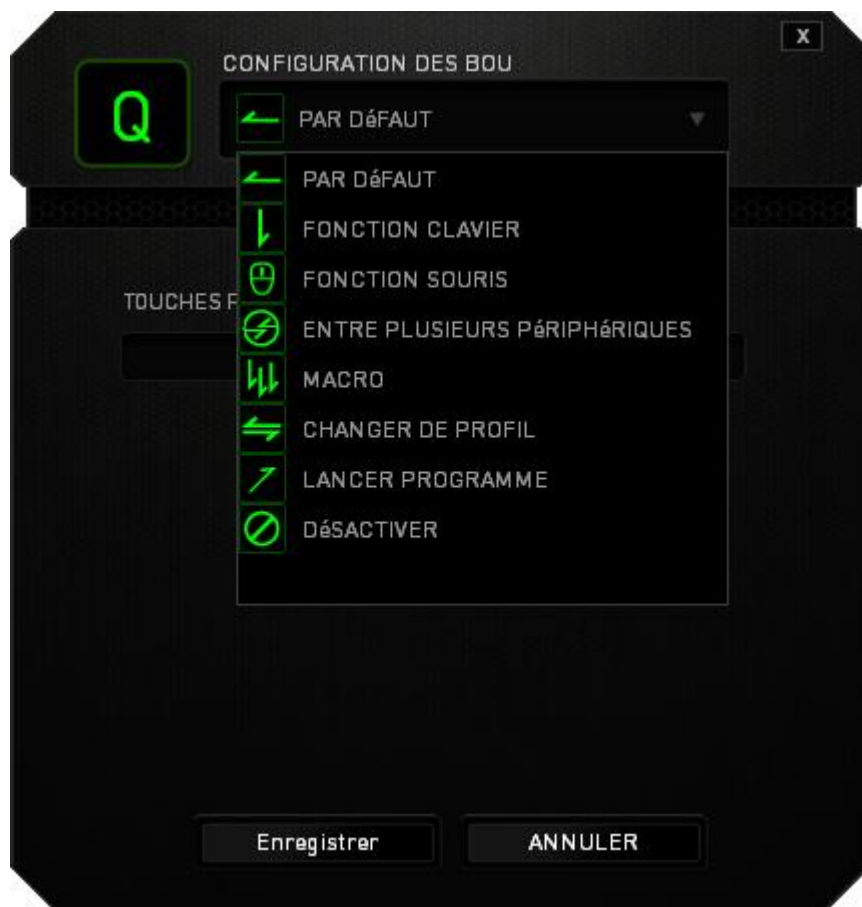 X
CONFIGURATION DES BOU
Q
PAR DéFAUT
PAR DéFAUT
FONCTION CLAVIER
FONCTION SOURIS
TOUCHES F
ENTRE PLUSIEURS PéRIPHéRIQUES
MACRO
CHANGER DE PROFIL
LANCER PROGRAMME
DéSACTIVER
Enregistrer
ANNULER